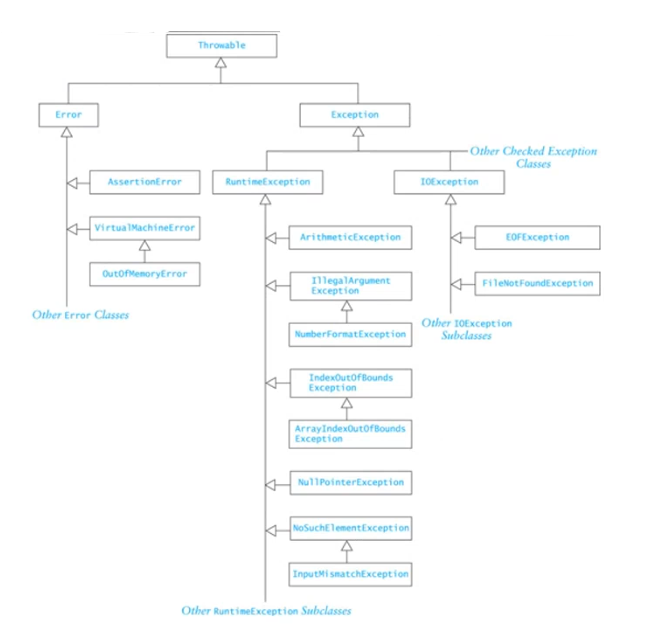 Throwable
Error
Exception
Other Checked Exception
Classes
AssertionError
RuntimeException
IOException
VirtualMachineError
ArithmeticException
EOFException
OutOfMemoryError
IllegalArgument
Exception
FileNotFoundException
Other Error Classes
Other IOException
Subclasses
NumberFormatException
IndexOutOfBounds
Exception
ArrayIndexOutOfBounds
Exception
NullPointerException
NoSuchElementException
InputMismatchException
Other RuntimeException Subclasses